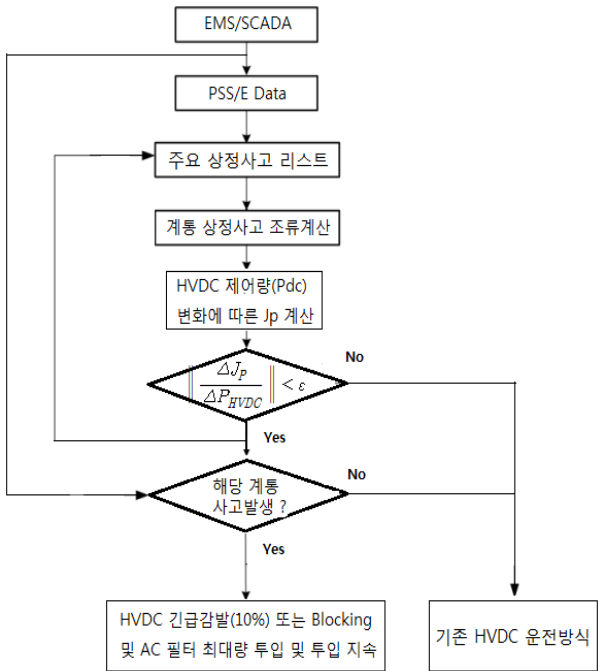 EMS/SCADA
PSS/E Data
주요 상정사고 리스트
계통 상정사고 조류계산
HVDC 제어량(Pdc)
변화에 따른 Jp 계산
No
‖ ΔJ_P / ΔP_HVDC ‖ < ε
Yes
No
해당 계통
사고발생 ?
Yes
HVDC 긴급감발(10%) 또는 Blocking
및 AC 필터 최대량 투입 및 투입 지속
기존 HVDC 운전방식